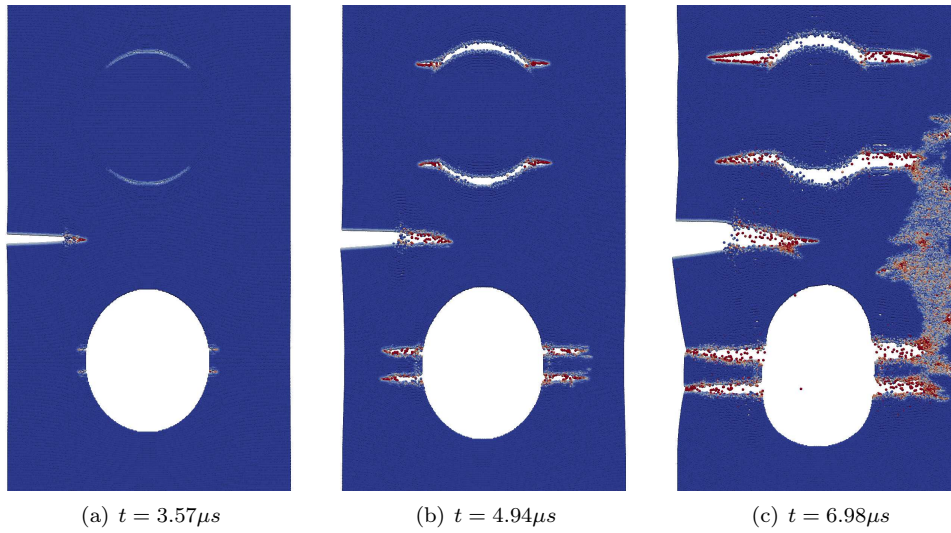 (a) t = 3.57μs
(b) t = 4.94μs
(c) t = 6.98μs